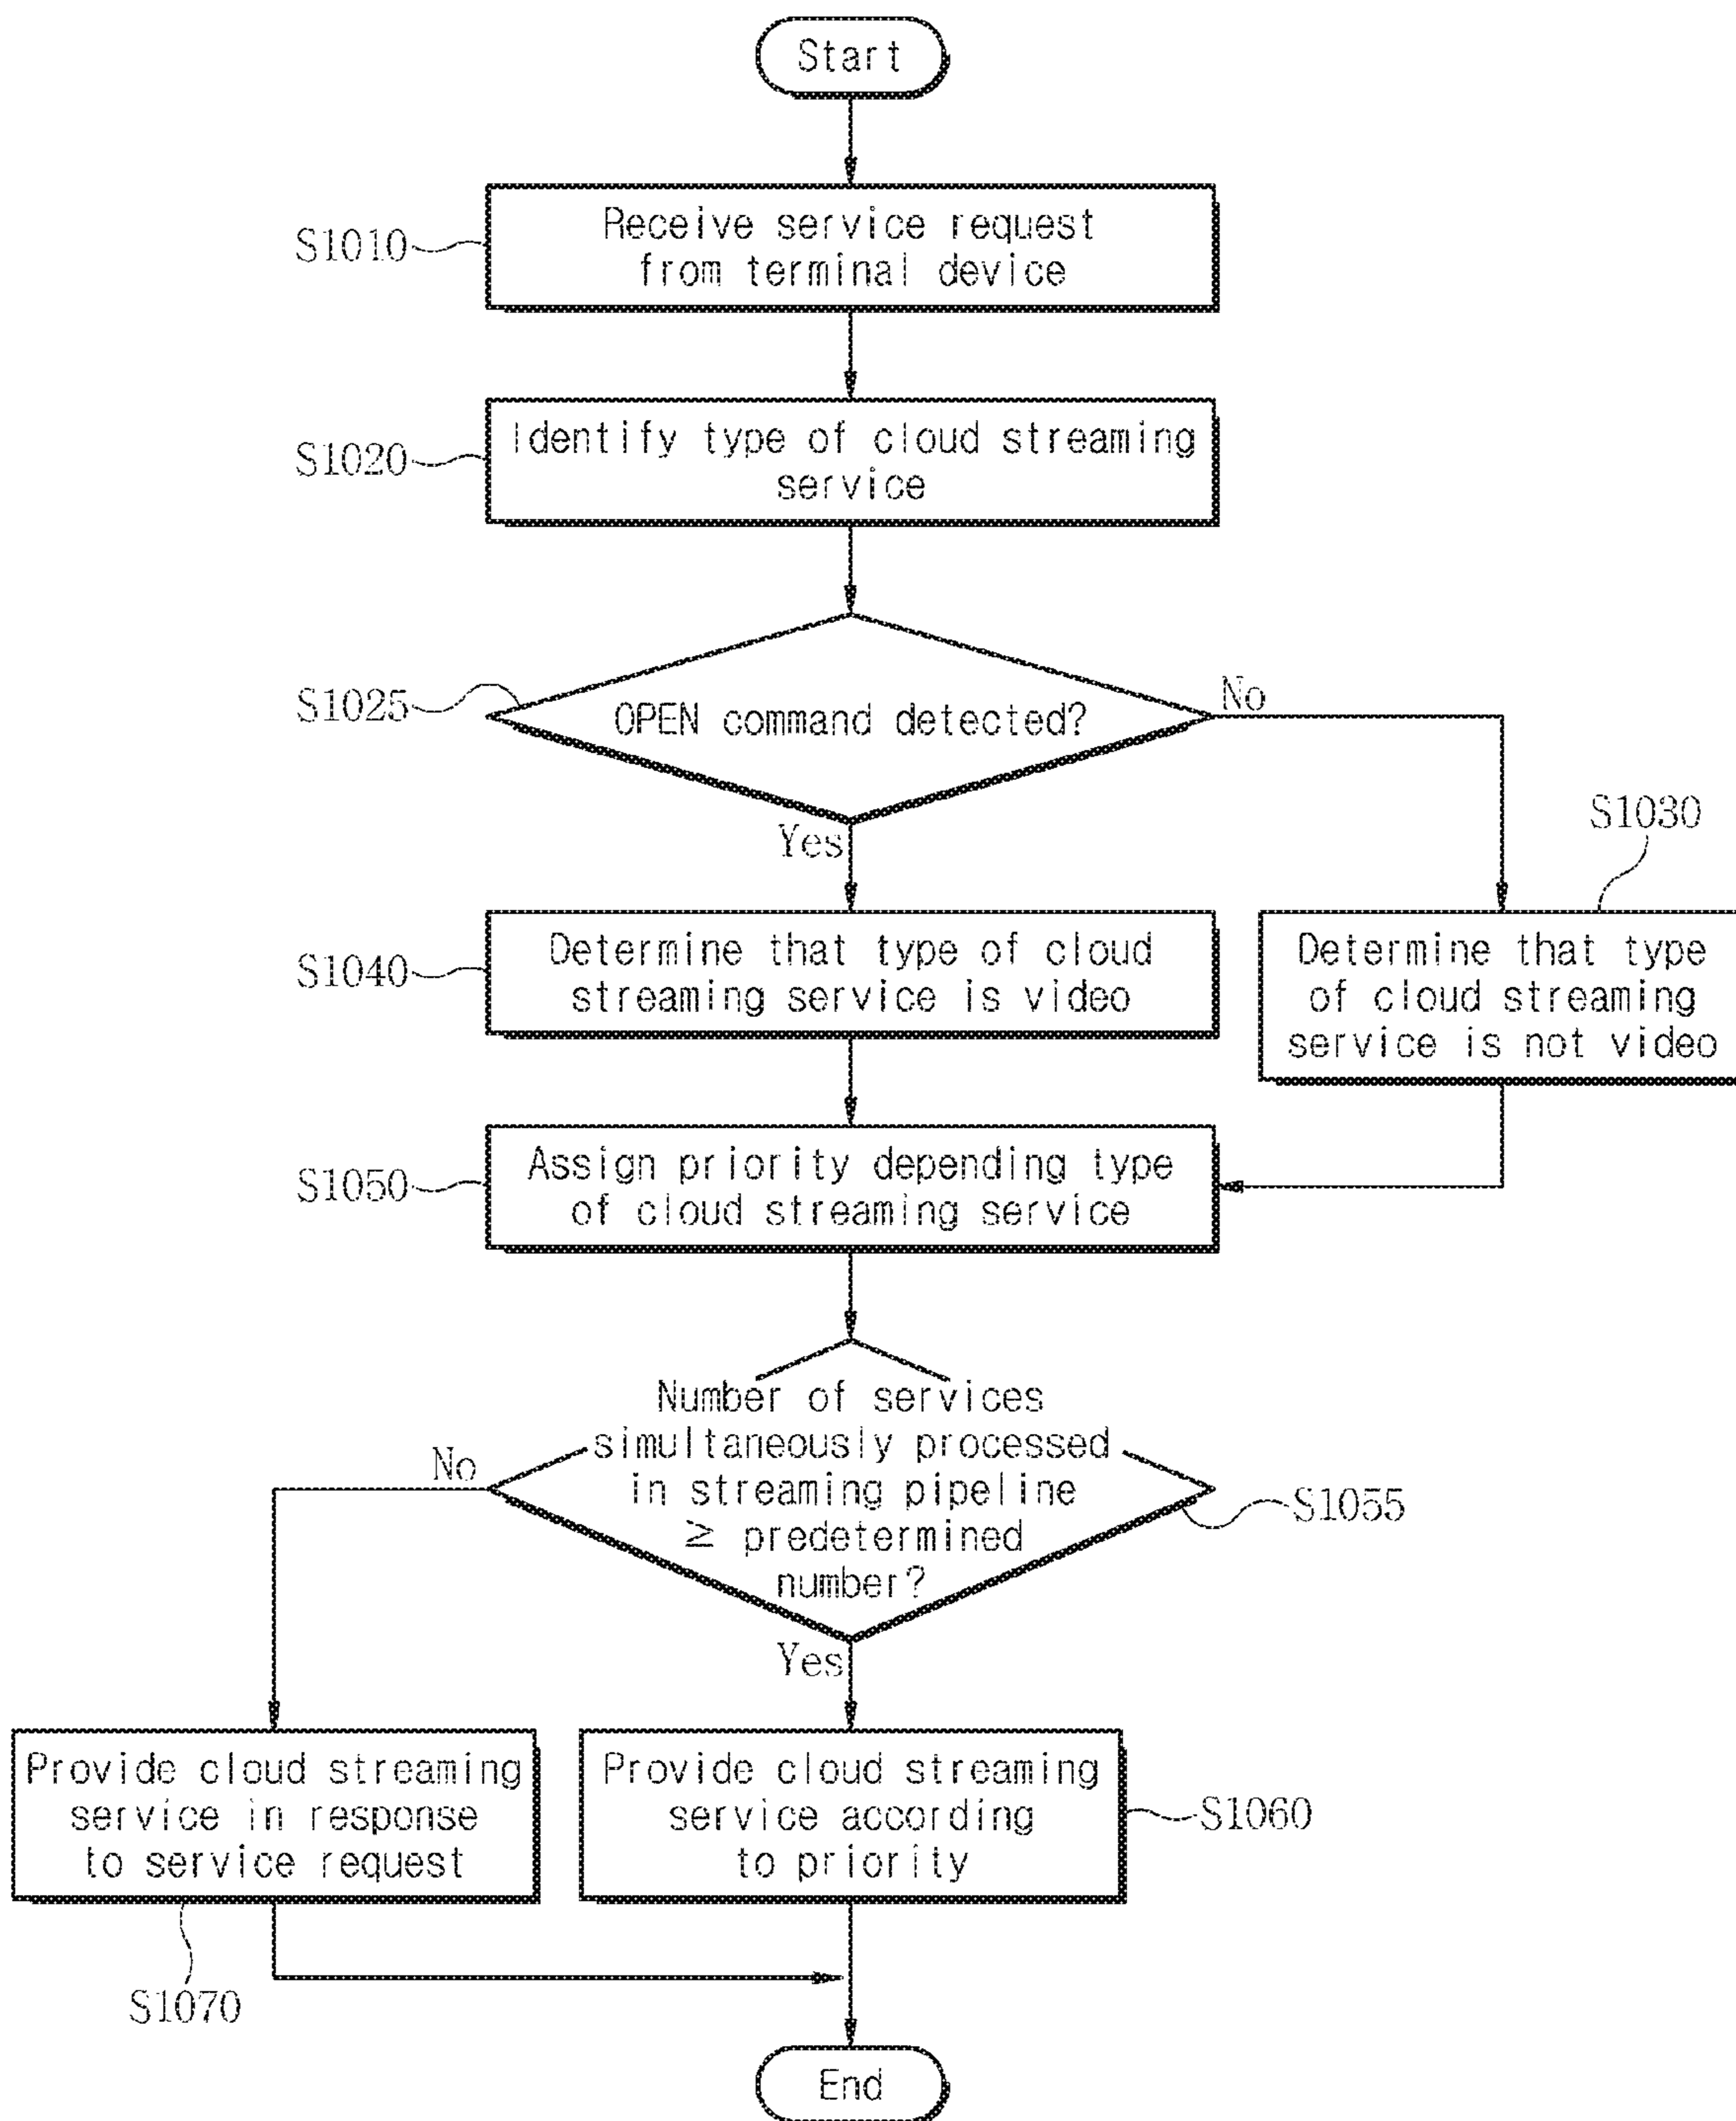 Start
S1010
Receive service request
from terminal device
S1020
Identify type of cloud streaming
service
S1025
OPEN command detected?
No
Yes
S1030
S1040
Determine that type of cloud
streaming service is video
Determine that type
of cloud streaming
service is not video
S1050
Assign priority depending type
of cloud streaming service
Number of services
simultaneously processed
in streaming pipeline
≥ predetermined
number?
No
S1055
Yes
Provide cloud streaming
service in response
to service request
Provide cloud streaming
service according
to priority
S1060
S1070
End